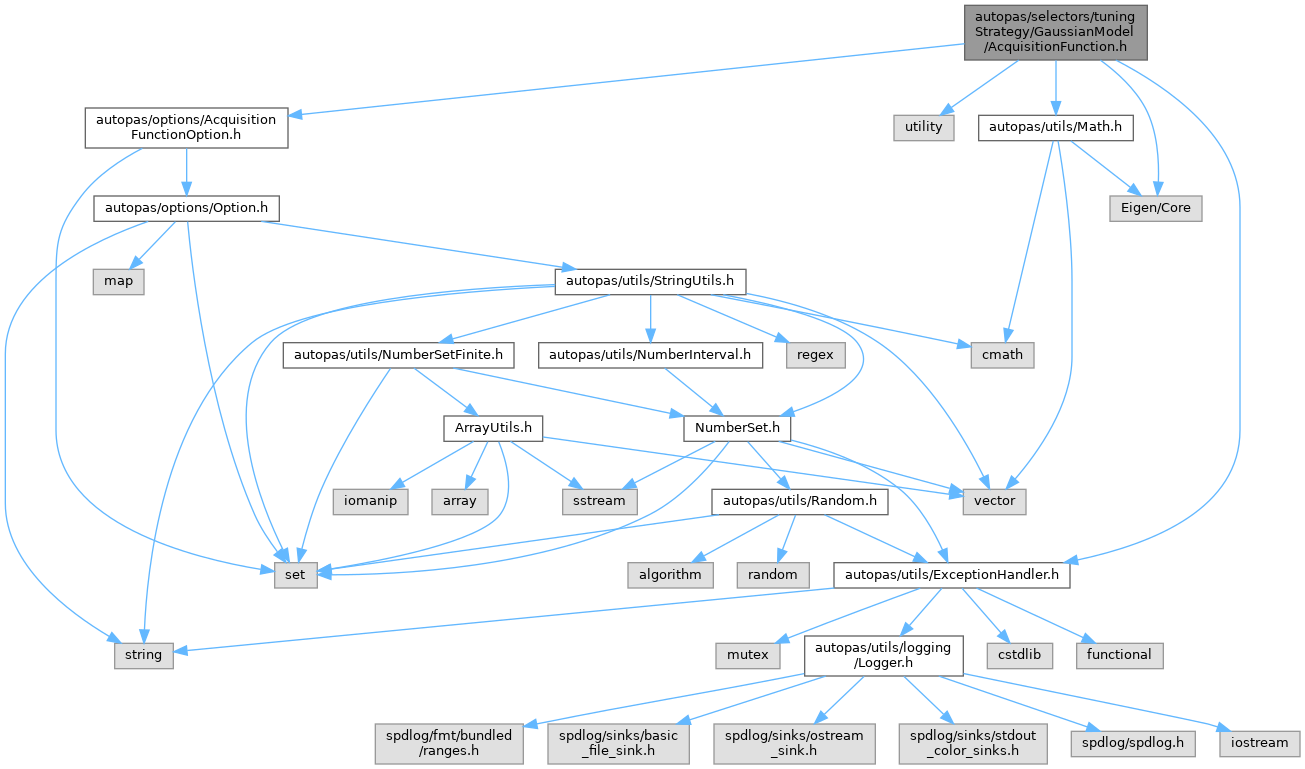 autopas/selectors/tuning
Strategy/GaussianModel
/AcquisitionFunction.h
autopas/options/Acquisition
FunctionOption.h
utility
autopas/utils/Math.h
autopas/options/Option.h
Eigen/Core
map
autopas/utils/StringUtils.h
autopas/utils/NumberSetFinite.h
autopas/utils/NumberInterval.h
regex
cmath
ArrayUtils.h
NumberSet.h
iomanip
array
sstream
autopas/utils/Random.h
vector
set
algorithm
random
autopas/utils/ExceptionHandler.h
string
mutex
autopas/utils/logging
/Logger.h
cstdlib
functional
spdlog/fmt/bundled
/ranges.h
spdlog/sinks/basic
_file_sink.h
spdlog/sinks/ostream
_sink.h
spdlog/sinks/stdout
_color_sinks.h
spdlog/spdlog.h
iostream